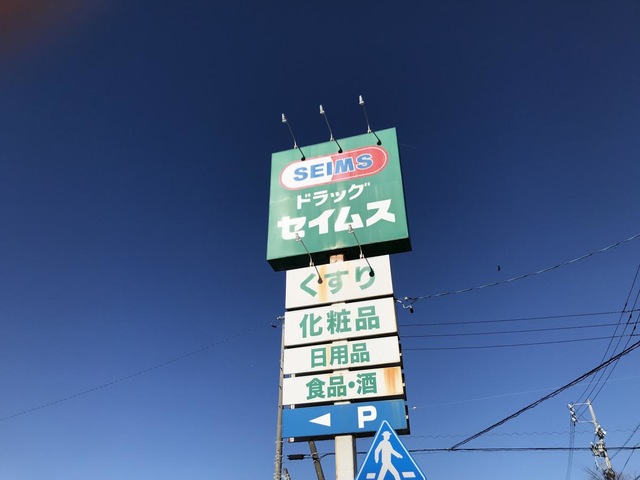 SEIMS
ドラッグ
セイムス
くすり
化粧品
日用品
食品・酒
P